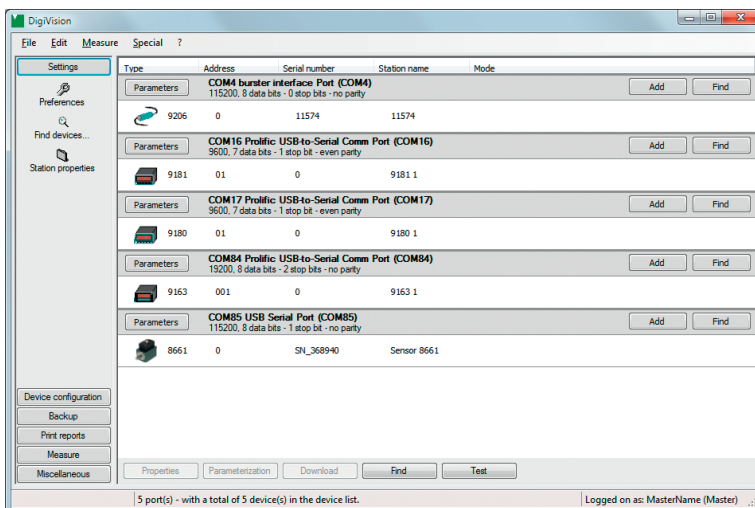 DigiVision
File Edit Measure Special ?
Settings
Preferences
Find devices...
Station properties
Device configuration
Backup
Print reports
Measure
Miscellaneous
Type Address Serial number Station name Mode
Parameters COM4 burster interface Port (COM4) Add Find
115200, 8 data bits - 0 stop bits - no parity
9206 0 11574 11574
Parameters COM16 Prolific USB-to-Serial Comm Port (COM16) Add Find
9600, 7 data bits - 1 stop bit - even parity
9181 01 0 9181 1
Parameters COM17 Prolific USB-to-Serial Comm Port (COM17) Add Find
9600, 7 data bits - 1 stop bit - even parity
9180 01 0 9180 1
Parameters COM84 Prolific USB-to-Serial Comm Port (COM84) Add Find
19200, 8 data bits - 2 stop bits - no parity
9163 001 0 9163 1
Parameters COM85 USB Serial Port (COM85) Add Find
115200, 8 data bits - 1 stop bit - no parity
8661 0 SN_368940 Sensor 8661
Properties Parameterization Download Find Test
5 port(s) - with a total of 5 device(s) in the device list. Logged on as: MasterName (Master)